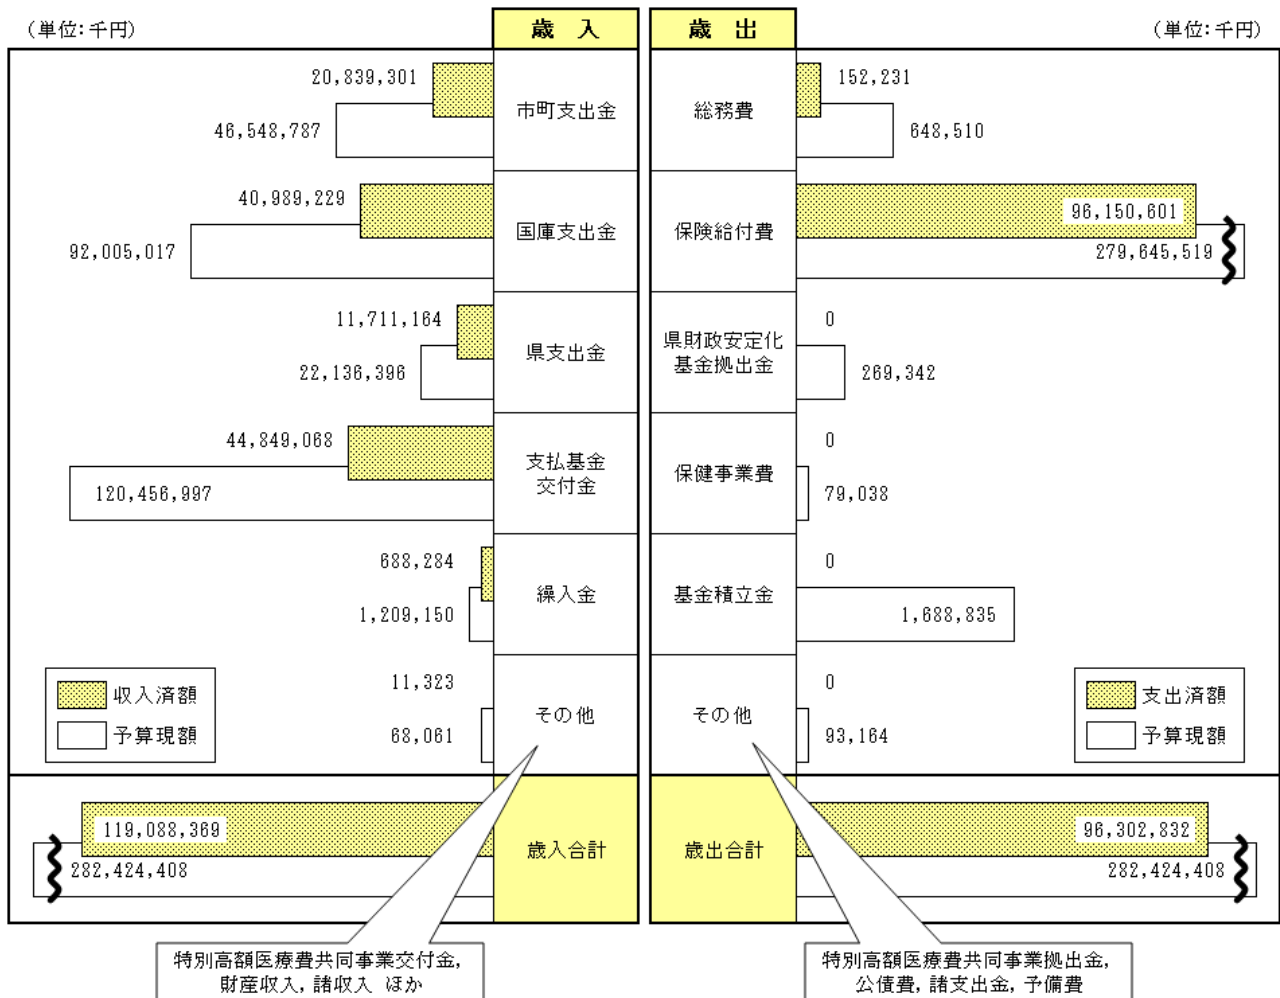 (単位：千円)
歳　入
20,839,301
46,548,787
市町支出金
40,989,229
92,005,017
国庫支出金
11,711,164
22,136,396
県支出金
44,849,068
120,456,997
支払基金
交付金
688,284
1,209,150
繰入金
11,323
68,061
その他
収入済額
予算現額
119,088,369
282,424,408
歳入合計
特別高額医療費共同事業交付金,
財産収入, 諸収入 ほか
歳　出
(単位：千円)
総務費
152,231
648,510
保険給付費
96,150,601
279,645,519
県財政安定化
基金拠出金
0
269,342
保健事業費
0
79,038
基金積立金
0
1,688,835
その他
0
93,164
支出済額
予算現額
歳出合計
96,302,832
282,424,408
特別高額医療費共同事業拠出金,
公債費, 諸支出金, 予備費